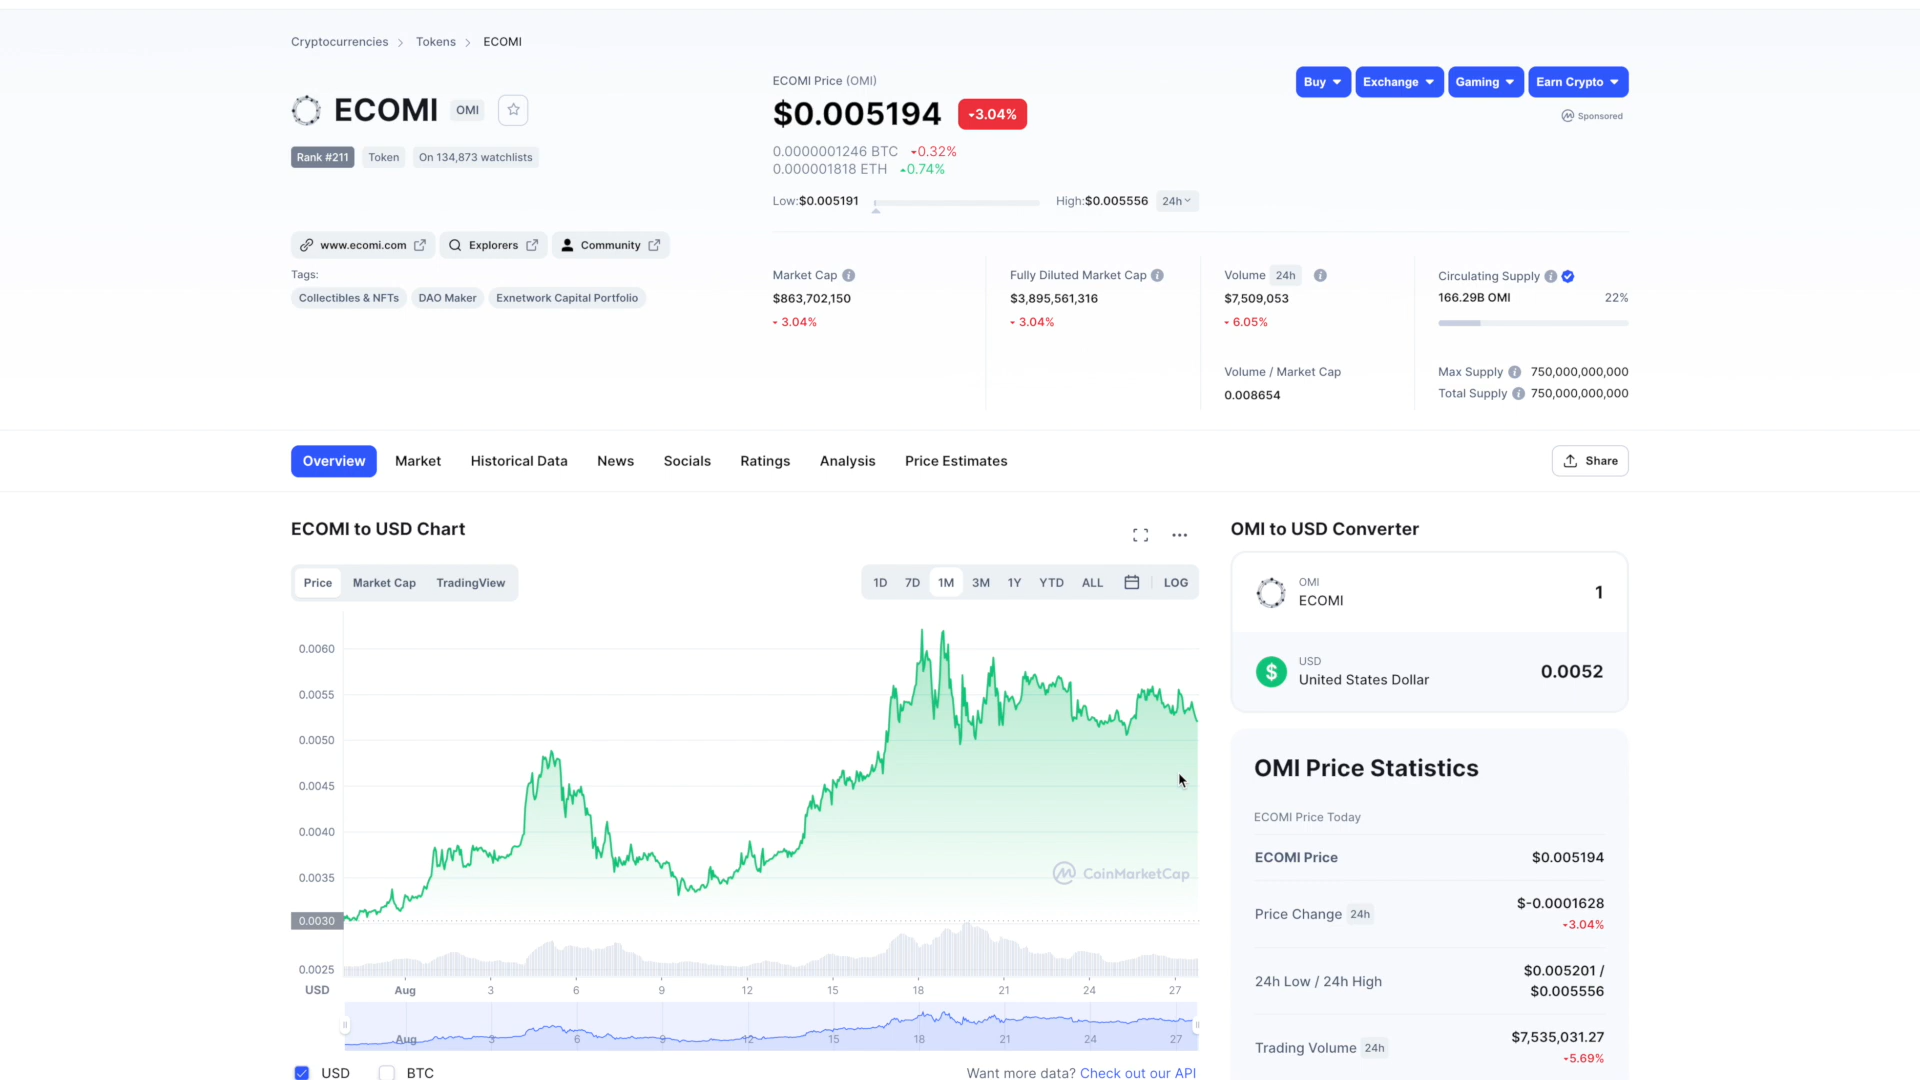 Cryptocurrencies > Tokens > ECOMI
ECOMI OMI
Rank #211 Token On 134,873 watchlists
www.ecomi.com Explorers Community
Tags:
Collectibles & NFTs DAO Maker Exnetwork Capital Portfolio
ECOMI Price (OMI)
$0.005194 3.04%
0.0000001246 BTC 0.32%
0.000001818 ETH 0.74%
Low:$0.005191 High:$0.005556 24h
Buy Exchange Gaming Earn Crypto
Sponsored
Market Cap
$863,702,150
3.04%
Fully Diluted Market Cap
$3,895,561,316
3.04%
Volume 24h
$7,509,053
6.05%
Volume / Market Cap
0.008654
Circulating Supply
166.29B OMI 22%
Max Supply 750,000,000,000
Total Supply 750,000,000,000
Overview Market Historical Data News Socials Ratings Analysis Price Estimates Share
ECOMI to USD Chart
Price Market Cap TradingView 1D 7D 1M 3M 1Y YTD ALL LOG
0.0060
0.0055
0.0050
0.0045
0.0040
0.0035
0.0030
0.0025
CoinMarketCap
USD Aug 3 6 9 12 15 18 21 24 27
Aug 3 6 9 12 15 18 21 24 27
USD BTC Want more data? Check out our API
OMI to USD Converter
OMI
ECOMI 1
USD
United States Dollar 0.0052
$
OMI Price Statistics
ECOMI Price Today
ECOMI Price $0.005194
Price Change 24h $-0.0001628
3.04%
24h Low / 24h High $0.005201 /
$0.005556
Trading Volume 24h $7,535,031.27
5.69%